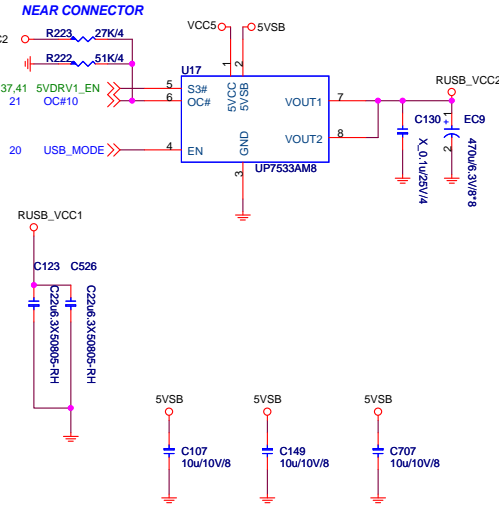 NEAR CONNECTOR
C2
R223 27K/4
R222 51K/4
VCC5
5VSB
U17
37,41 5VDRV1_EN
21 OC#10
20 USB_MODE
5 S3#
6 OC#
4 EN
1 5VCC
2 5VSB
3 GND
VOUT1 7
VOUT2 8
UP7533AM8
RUSB_VCC2
C130
X_0.1u/25V/4
+ 1
2
EC9
470u/6.3V/8*8
RUSB_VCC1
C123 C526
C22u6.3X50805-RH
C22u6.3X50805-RH
5VSB
C107
10u/10V/8
5VSB
C149
10u/10V/8
5VSB
C707
10u/10V/8